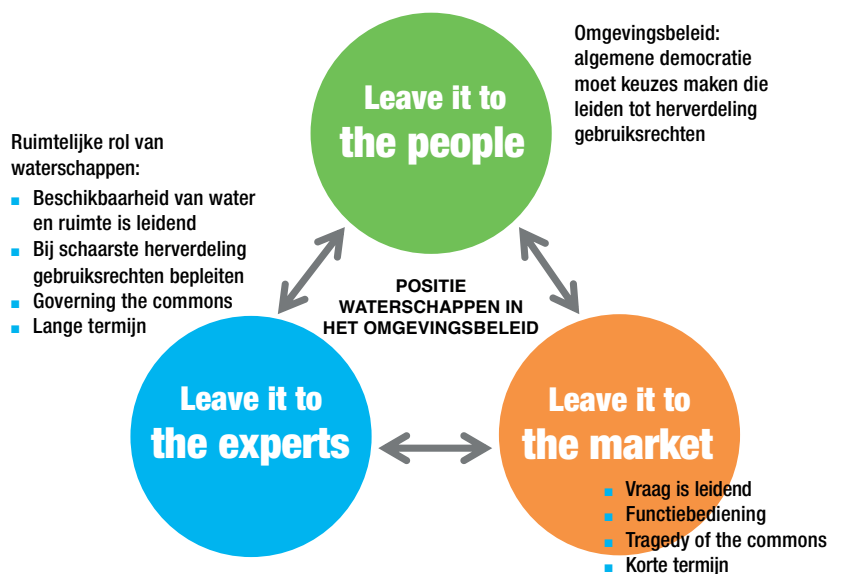 Omgevingsbeleid:
algemene democratie
moet keuzes maken die
leiden tot herverdeling
gebruiksrechten
Leave it to
the people
Ruimtelijke rol van
waterschappen:
Beschikbaarheid van water
en ruimte is leidend
Bij schaarste herverdeling
gebruiksrechten bepleiten
Governing the commons
Lange termijn
POSITIE
WATERSCHAPPEN IN
HET OMGEVINGSBELEID
Leave it to
the experts
Leave it to
the market
Vraag is leidend
Functiebediening
Tragedy of the commons
Korte termijn